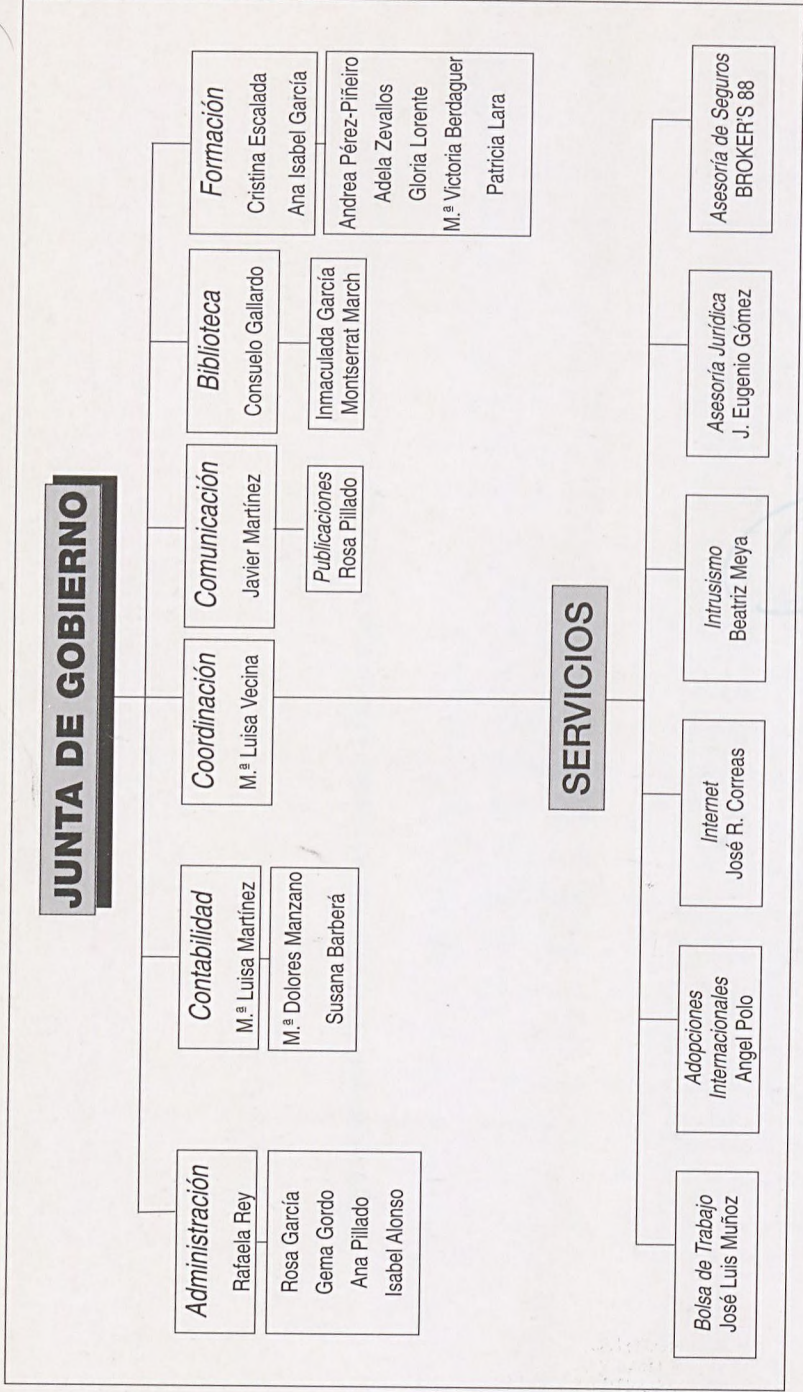 JUNTA DE GOBIERNO
Administración
Rafaela Rey
Rosa García
Gema Gordo
Ana Pillado
Isabel Alonso
Contabilidad
M.ª Luisa Martínez
M.ª Dolores Manzano
Susana Barberá
Coordinación
M.ª Luisa Vecina
Comunicación
Javier Martínez
Publicaciones
Rosa Pillado
Biblioteca
Consuelo Gallardo
Inmaculada García
Montserrat March
Formación
Cristina Escalada
Ana Isabel García
Andrea Pérez-Piñeiro
Adela Zevallos
Gloria Lorente
M.ª Victoria Berdaguer
Patricia Lara
SERVICIOS
Bolsa de Trabajo
José Luis Muñoz
Adopciones
Internacionales
Angel Polo
Internet
José R. Correas
Intrusismo
Beatriz Meya
Asesoría Jurídica
J. Eugenio Gómez
Asesoría de Seguros
BROKER'S 88